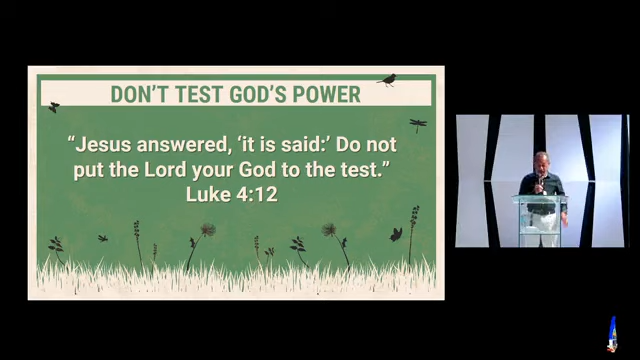 DON'T TEST GOD'S POWER
“Jesus answered, ‘it is said:’ Do not
put the Lord your God to the test.”
Luke 4:12